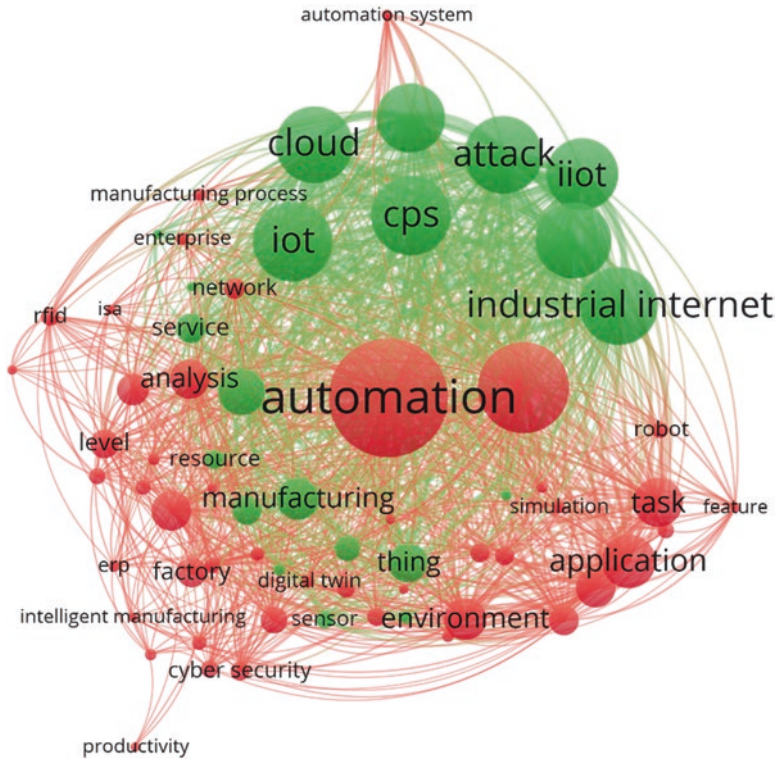 automation system
cloud
attack
iiot
manufacturing process
cps
enterprise
iot
network
industrial internet
rfid
isa
service
analysis
automation
robot
level
resource
manufacturing
simulation
task
feature
erp
factory
digital twin
thing
application
intelligent manufacturing
sensor
environment
cyber security
productivity